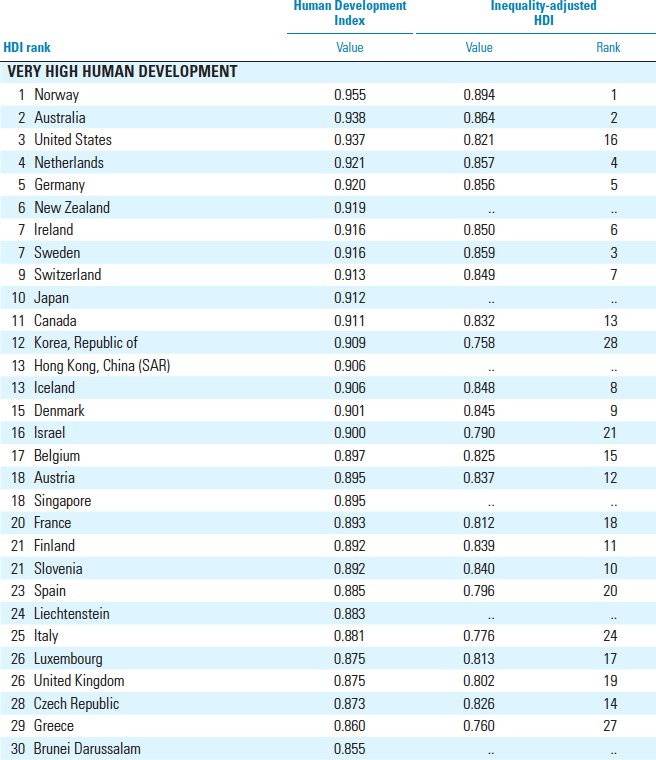 Human Development Index Inequality-adjusted HDI
HDI rank Value Value Rank
VERY HIGH HUMAN DEVELOPMENT
1 Norway 0.955 0.894 1
2 Australia 0.938 0.864 2
3 United States 0.937 0.821 16
4 Netherlands 0.921 0.857 4
5 Germany 0.920 0.856 5
6 New Zealand 0.919 .. ..
7 Ireland 0.916 0.850 6
7 Sweden 0.916 0.859 3
9 Switzerland 0.913 0.849 7
10 Japan 0.912 .. ..
11 Canada 0.911 0.832 13
12 Korea, Republic of 0.909 0.758 28
13 Hong Kong, China (SAR) 0.906 .. ..
13 Iceland 0.906 0.848 8
15 Denmark 0.901 0.845 9
16 Israel 0.900 0.790 21
17 Belgium 0.897 0.825 15
18 Austria 0.895 0.837 12
18 Singapore 0.895 .. ..
20 France 0.893 0.812 18
21 Finland 0.892 0.839 11
21 Slovenia 0.892 0.840 10
23 Spain 0.885 0.796 20
24 Liechtenstein 0.883 .. ..
25 Italy 0.881 0.776 24
26 Luxembourg 0.875 0.813 17
26 United Kingdom 0.875 0.802 19
28 Czech Republic 0.873 0.826 14
29 Greece 0.860 0.760 27
30 Brunei Darussalam 0.855 .. ..